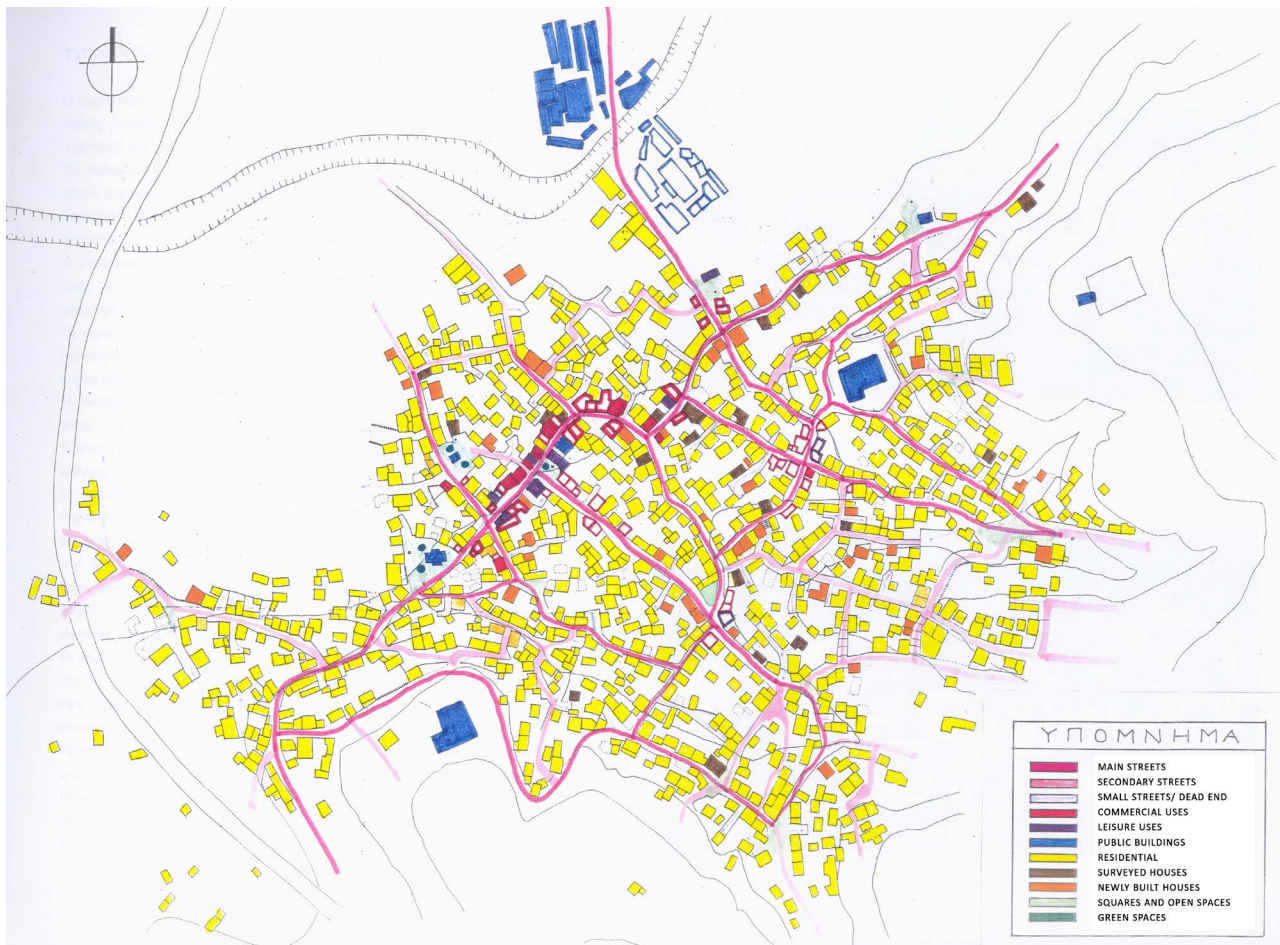 ΥΠΟΜΝΗΜΑ
MAIN STREETS
SECONDARY STREETS
SMALL STREETS/ DEAD END
COMMERCIAL USES
LEISURE USES
PUBLIC BUILDINGS
RESIDENTIAL
SURVEYED HOUSES
NEWLY BUILT HOUSES
SQUARES AND OPEN SPACES
GREEN SPACES